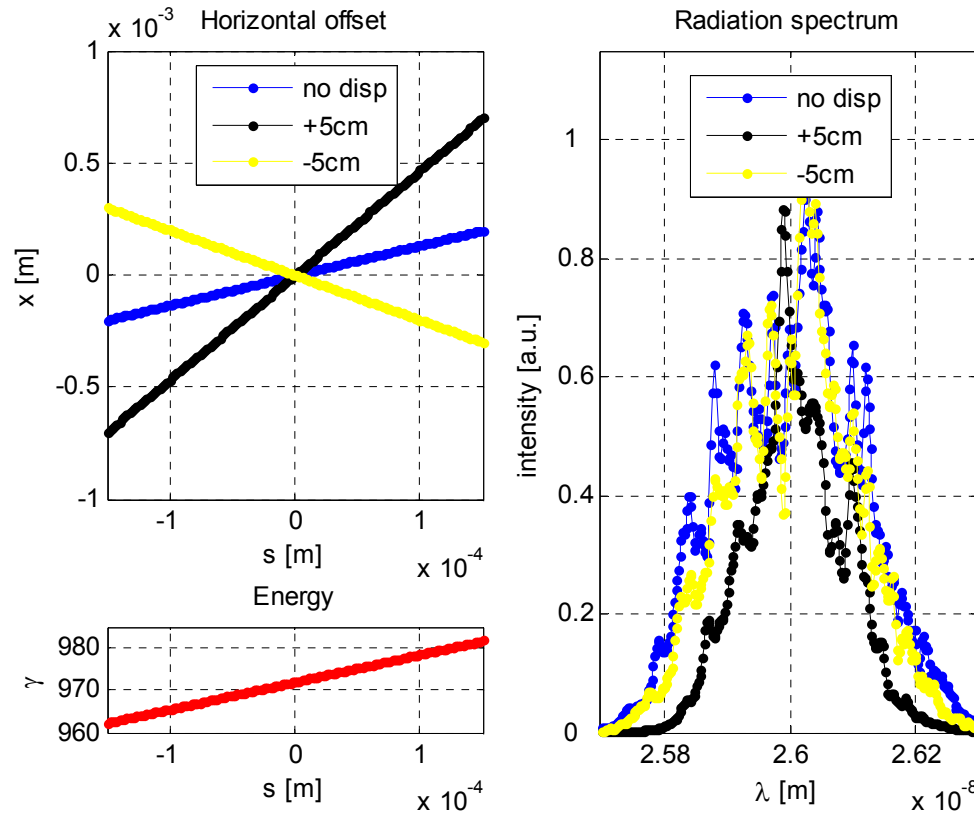 Horizontal offset
x 10^-3
1
0.5
0
-0.5
-1
x [m]
no disp
+5cm
-5cm
-1
0
1
s [m]
x 10^-4
Energy
980
970
960
γ
-1
0
1
s [m]
x 10^-4
Radiation spectrum
no disp
+5cm
-5cm
1
0.8
0.6
0.4
0.2
0
intensity [a.u.]
2.58
2.6
2.62
λ [m]
x 10^-8